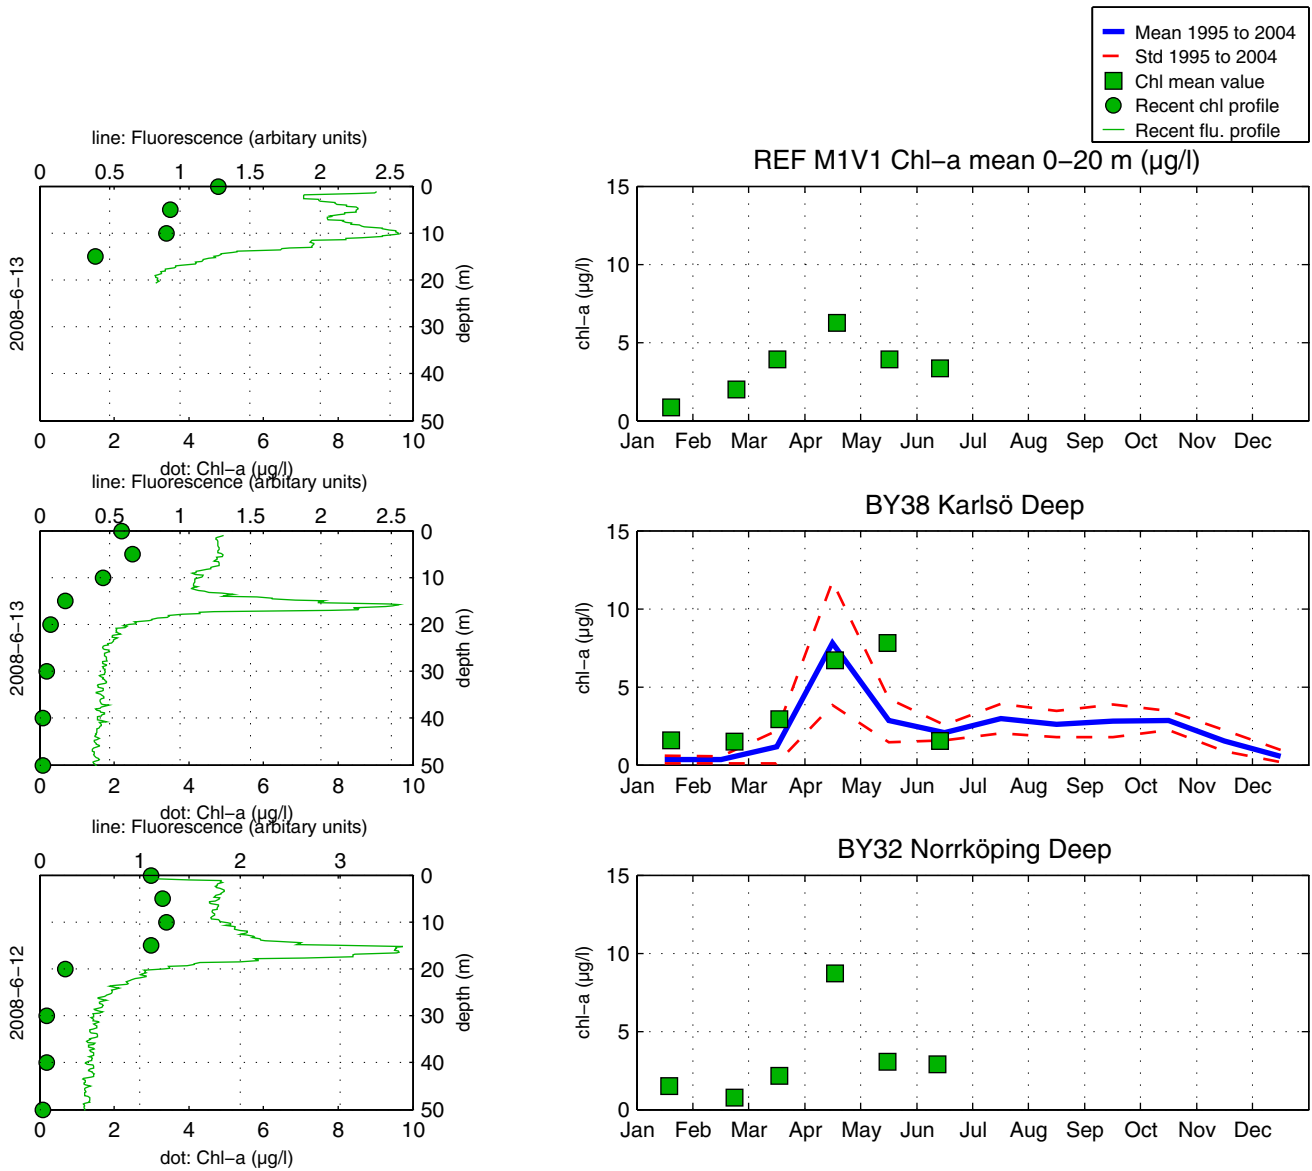 Mean 1995 to 2004
Std 1995 to 2004
Chl mean value
Recent chl profile
Recent flu. profile
line: Fluorescence (arbitary units)
0 0.5 1 1.5 2 2.5
0
10
20
30
40
50
depth (m)
2008−6−13
0 2 4 6 8 10
dot: Chl−a (µg/l)
REF M1V1 Chl−a mean 0−20 m (µg/l)
15
10
5
0
chl−a (µg/l)
Jan Feb Mar Apr May Jun Jul Aug Sep Oct Nov Dec
line: Fluorescence (arbitary units)
0 0.5 1 1.5 2 2.5
0
10
20
30
40
50
depth (m)
2008−6−13
0 2 4 6 8 10
dot: Chl−a (µg/l)
BY38 Karlsö Deep
15
10
5
0
chl−a (µg/l)
Jan Feb Mar Apr May Jun Jul Aug Sep Oct Nov Dec
line: Fluorescence (arbitary units)
0 1 2 3
0
10
20
30
40
50
depth (m)
2008−6−12
0 2 4 6 8 10
dot: Chl−a (µg/l)
BY32 Norrköping Deep
15
10
5
0
chl−a (µg/l)
Jan Feb Mar Apr May Jun Jul Aug Sep Oct Nov Dec